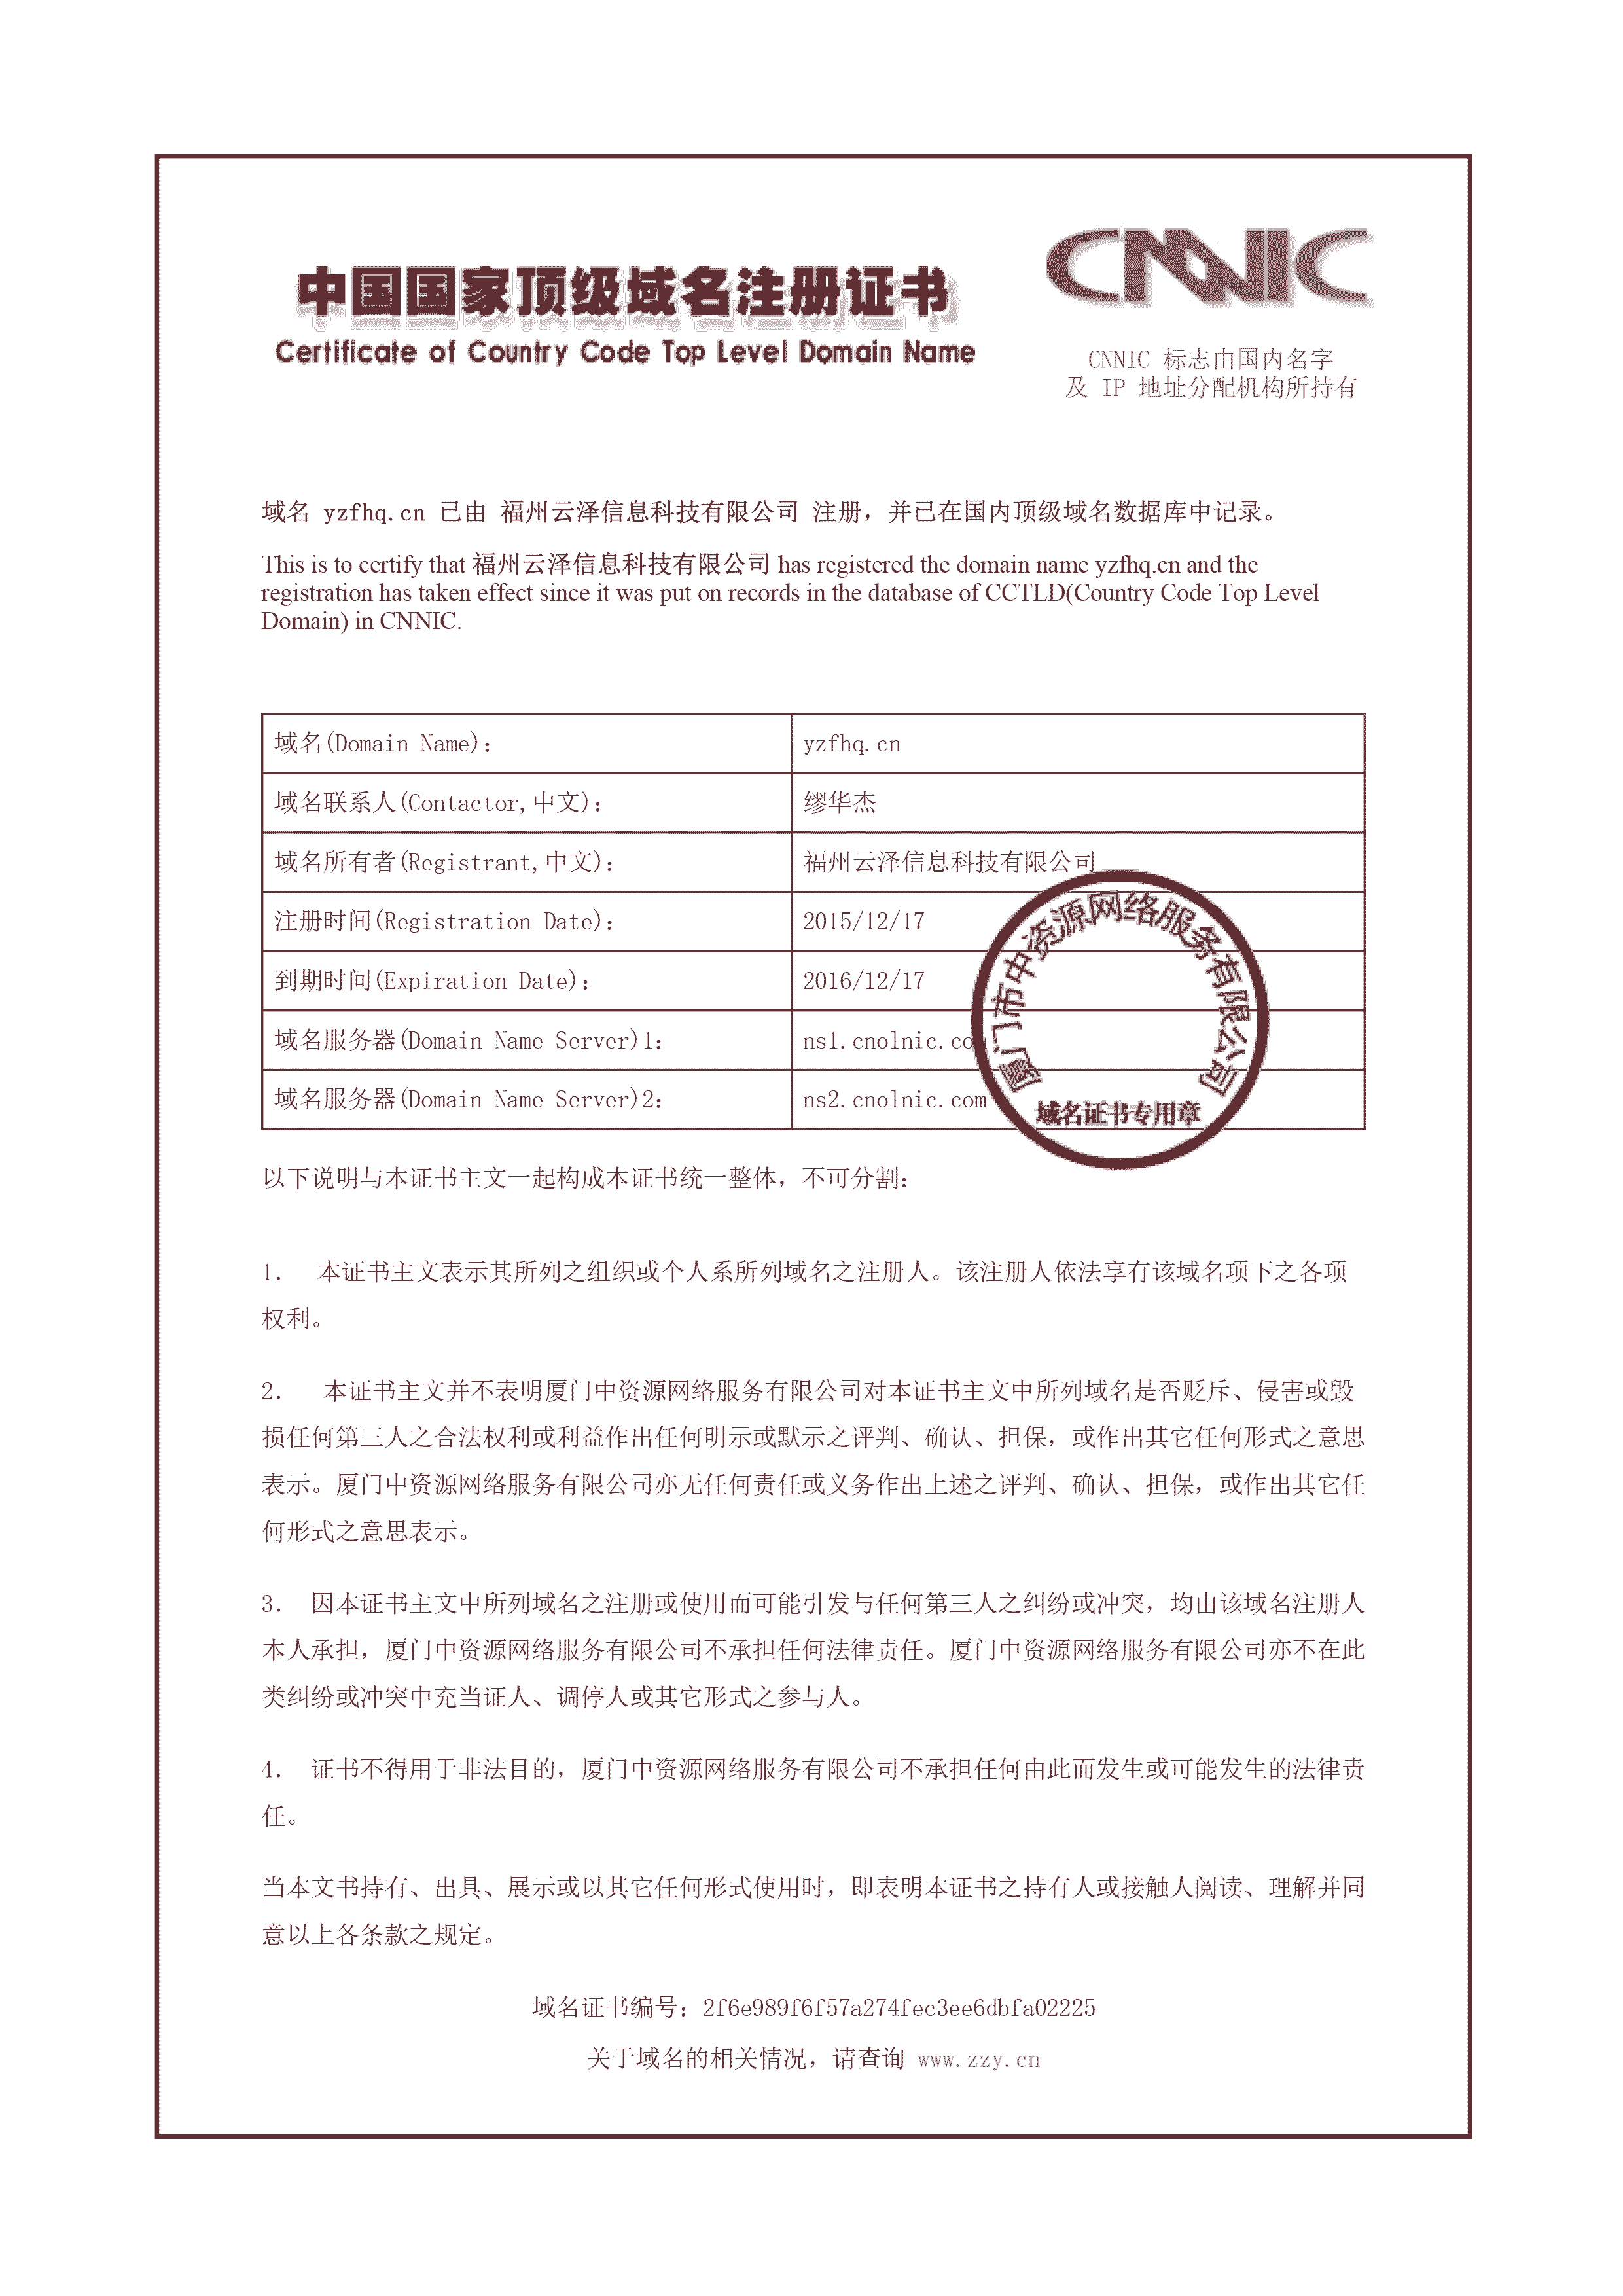 中国国家顶级域名注册证书
Certificate of Country Code Top Level Domain Name
CNNIC
CNNIC 标志由国内名字
及 IP 地址分配机构所持有
域名 yzfhq.cn 已由 福州云泽信息科技有限公司 注册，并已在国内顶级域名数据库中记录。
This is to certify that 福州云泽信息科技有限公司 has registered the domain name yzfhq.cn and the
registration has taken effect since it was put on records in the database of CCTLD(Country Code Top Level
Domain) in CNNIC.
域名(Domain Name)： yzfhq.cn
域名联系人(Contactor,中文)： 缪华杰
域名所有者(Registrant,中文)： 福州云泽信息科技有限公司
注册时间(Registration Date)： 2015/12/17
到期时间(Expiration Date)： 2016/12/17
域名服务器(Domain Name Server)1： ns1.cnolnic.co
域名服务器(Domain Name Server)2： ns2.cnolnic.com
厦门市中资源网络服务有限公司
域名证书专用章
以下说明与本证书主文一起构成本证书统一整体，不可分割：
1． 本证书主文表示其所列之组织或个人系所列域名之注册人。该注册人依法享有该域名项下之各项
权利。
2． 本证书主文并不表明厦门中资源网络服务有限公司对本证书主文中所列域名是否贬斥、侵害或毁
损任何第三人之合法权利或利益作出任何明示或默示之评判、确认、担保，或作出其它任何形式之意思
表示。厦门中资源网络服务有限公司亦无任何责任或义务作出上述之评判、确认、担保，或作出其它任
何形式之意思表示。
3． 因本证书主文中所列域名之注册或使用而可能引发与任何第三人之纠纷或冲突，均由该域名注册人
本人承担，厦门中资源网络服务有限公司不承担任何法律责任。厦门中资源网络服务有限公司亦不在此
类纠纷或冲突中充当证人、调停人或其它形式之参与人。
4． 证书不得用于非法目的，厦门中资源网络服务有限公司不承担任何由此而发生或可能发生的法律责
任。
当本文书持有、出具、展示或以其它任何形式使用时，即表明本证书之持有人或接触人阅读、理解并同
意以上各条款之规定。
域名证书编号：2f6e989f6f57a274fec3ee6dbfa02225
关于域名的相关情况，请查询 www.zzy.cn